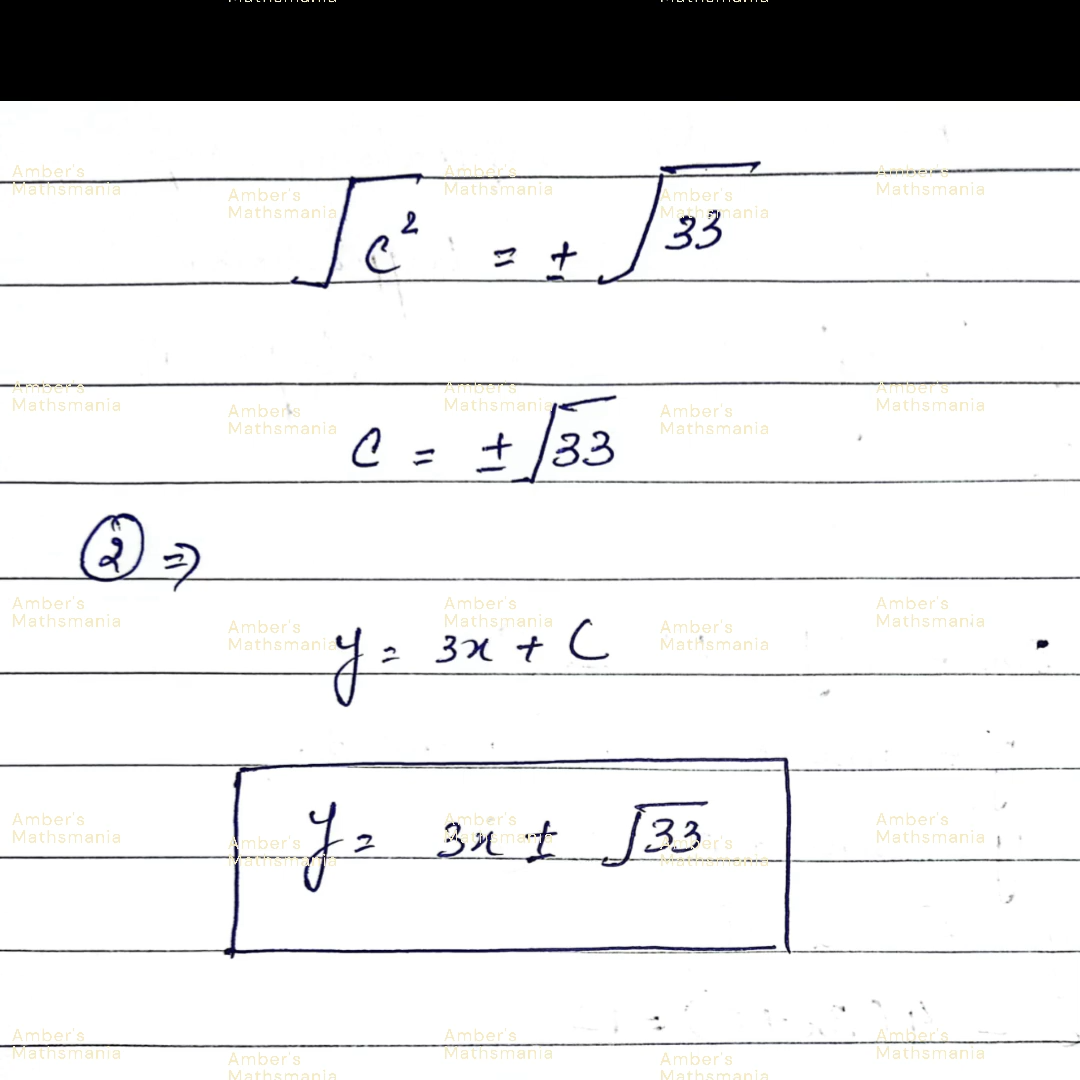 √c² = ± √33
C = ± √33
② ⇒
y = 3x + C
y = 3x ± √33
Amber's Mathsmania